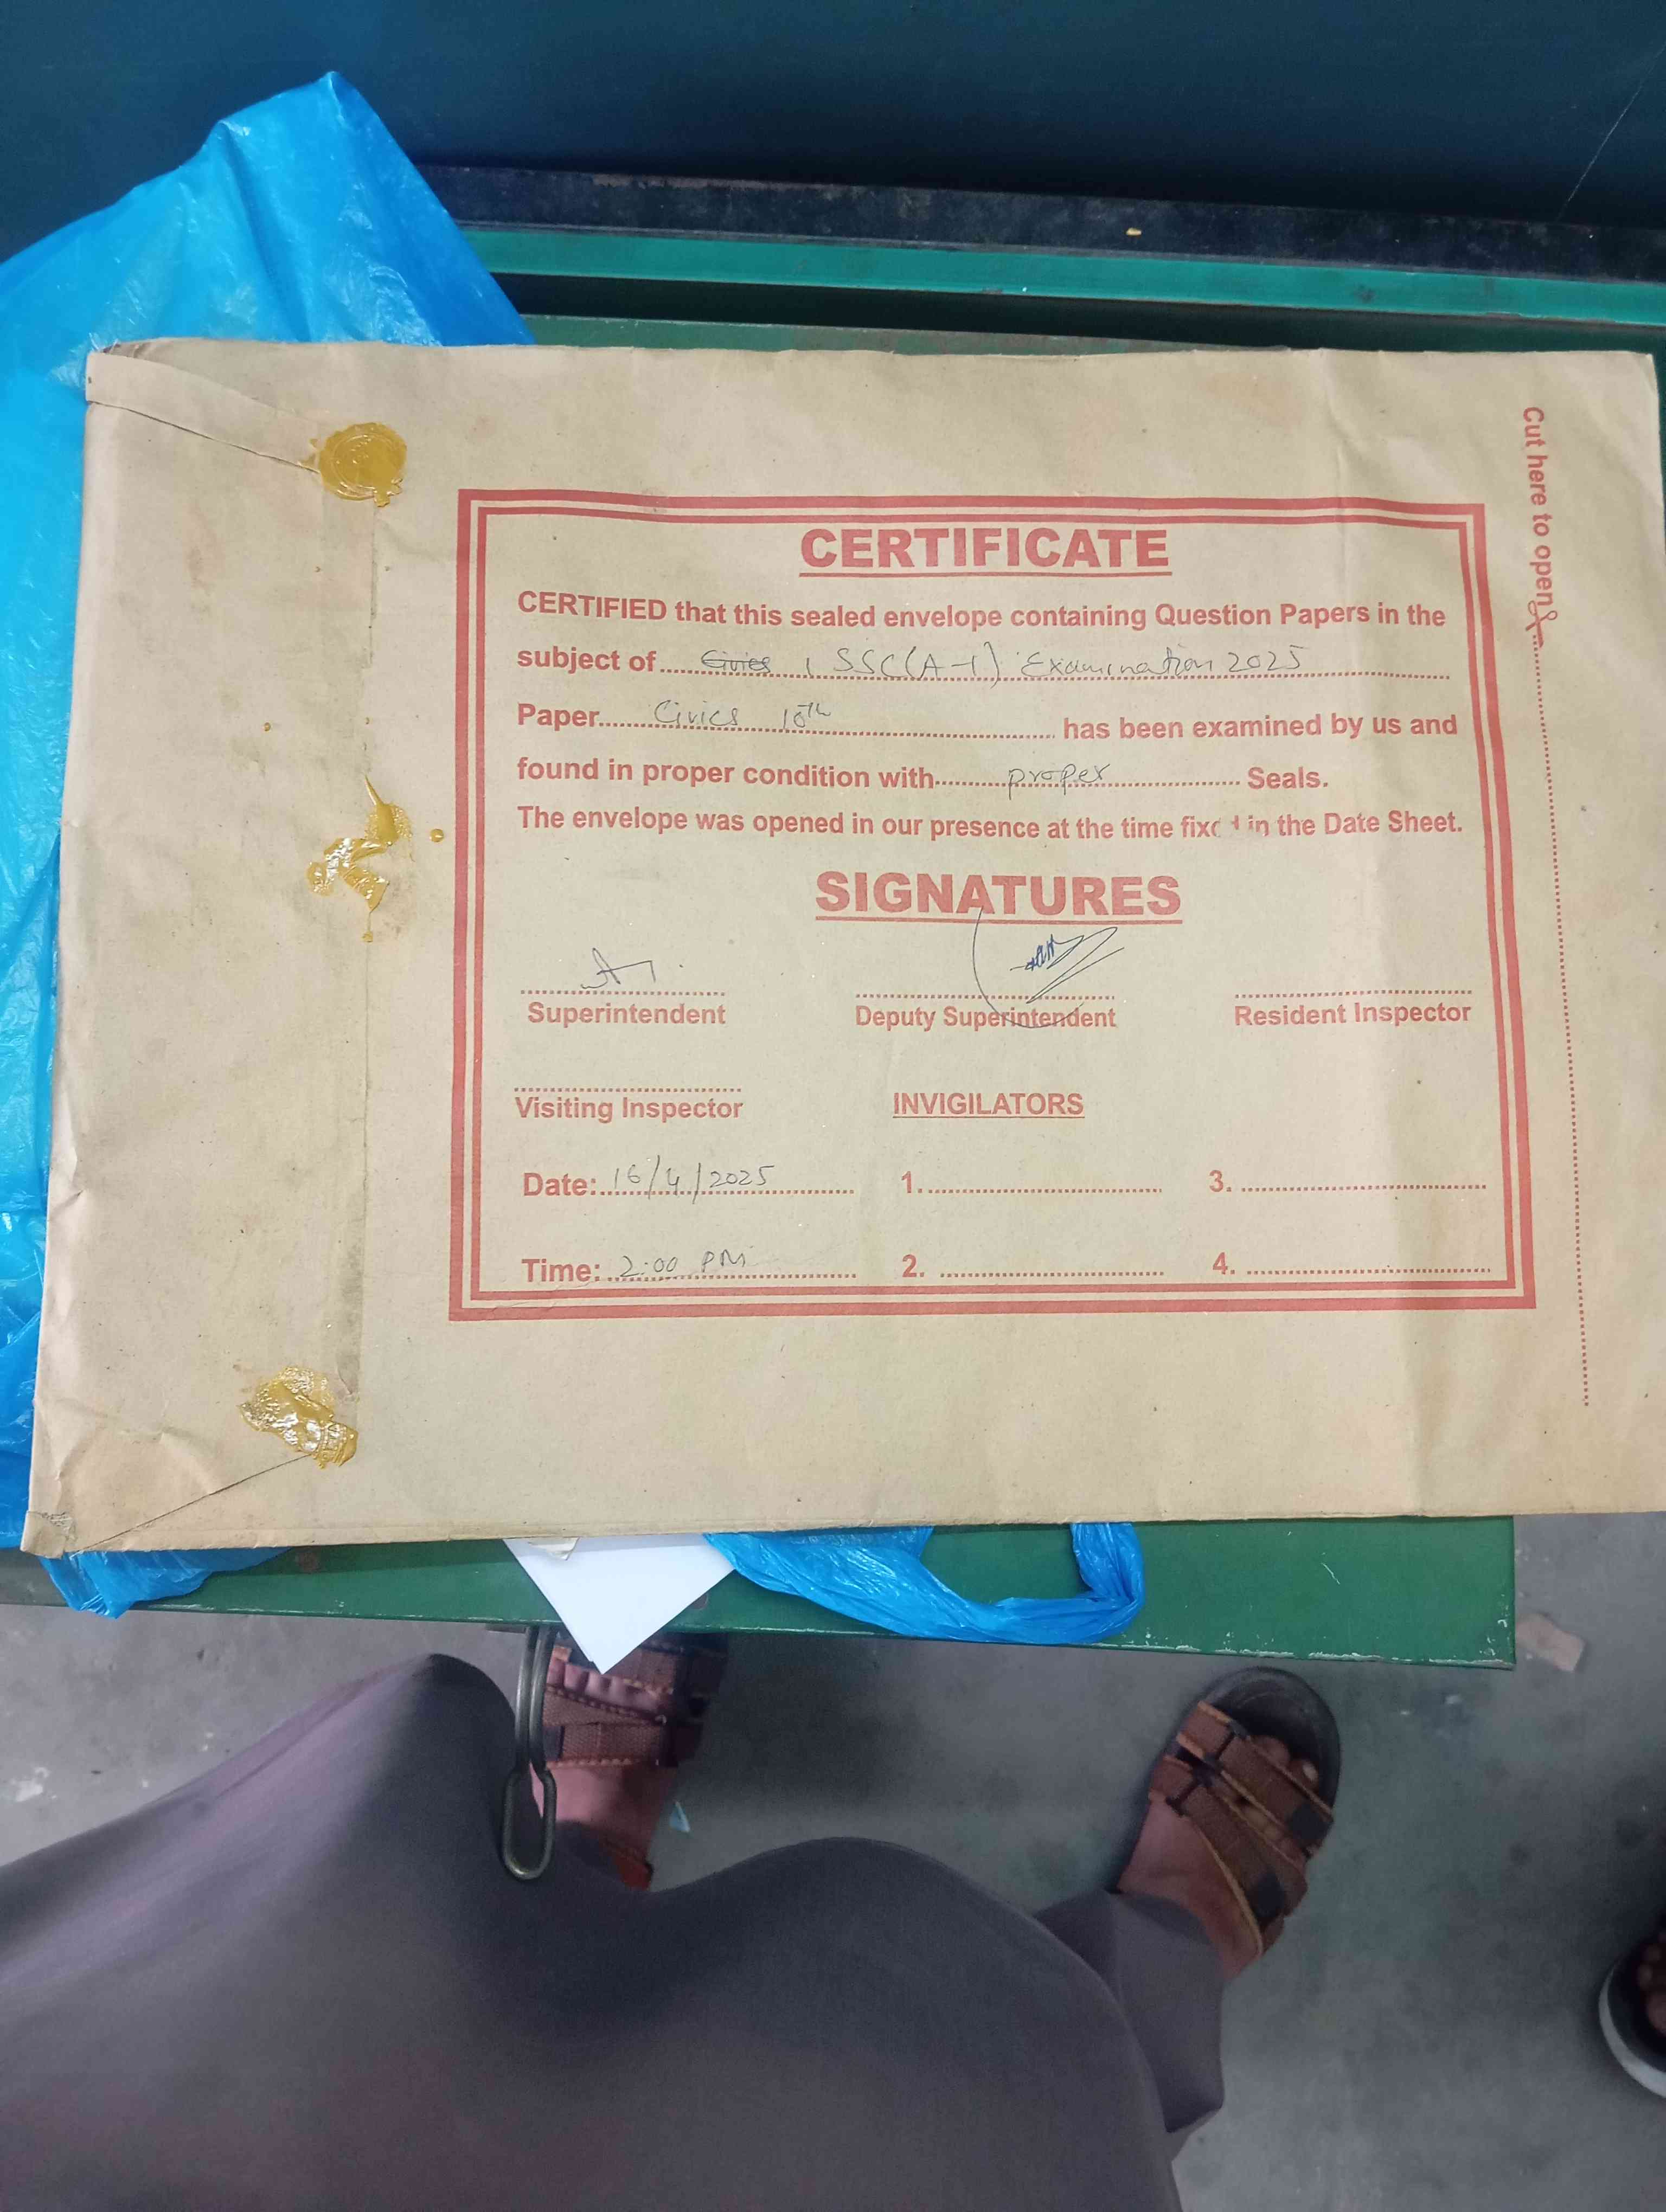 CERTIFICATE
CERTIFIED that this sealed envelope containing Question Papers in the
subject of..... Civics , SSC(A-I) Examination 2025
Paper..... Civics 10th ..... has been examined by us and
found in proper condition with..... proper ..... Seals.
The envelope was opened in our presence at the time in the Date Sheet.
SIGNATURES
Superintendent Deputy Superintendent Resident Inspector
Visiting Inspector INVIGILATORS
Date: 16/4/2025 1. 3.
Time: 2:00 PM 2. 4.
Cut here to open